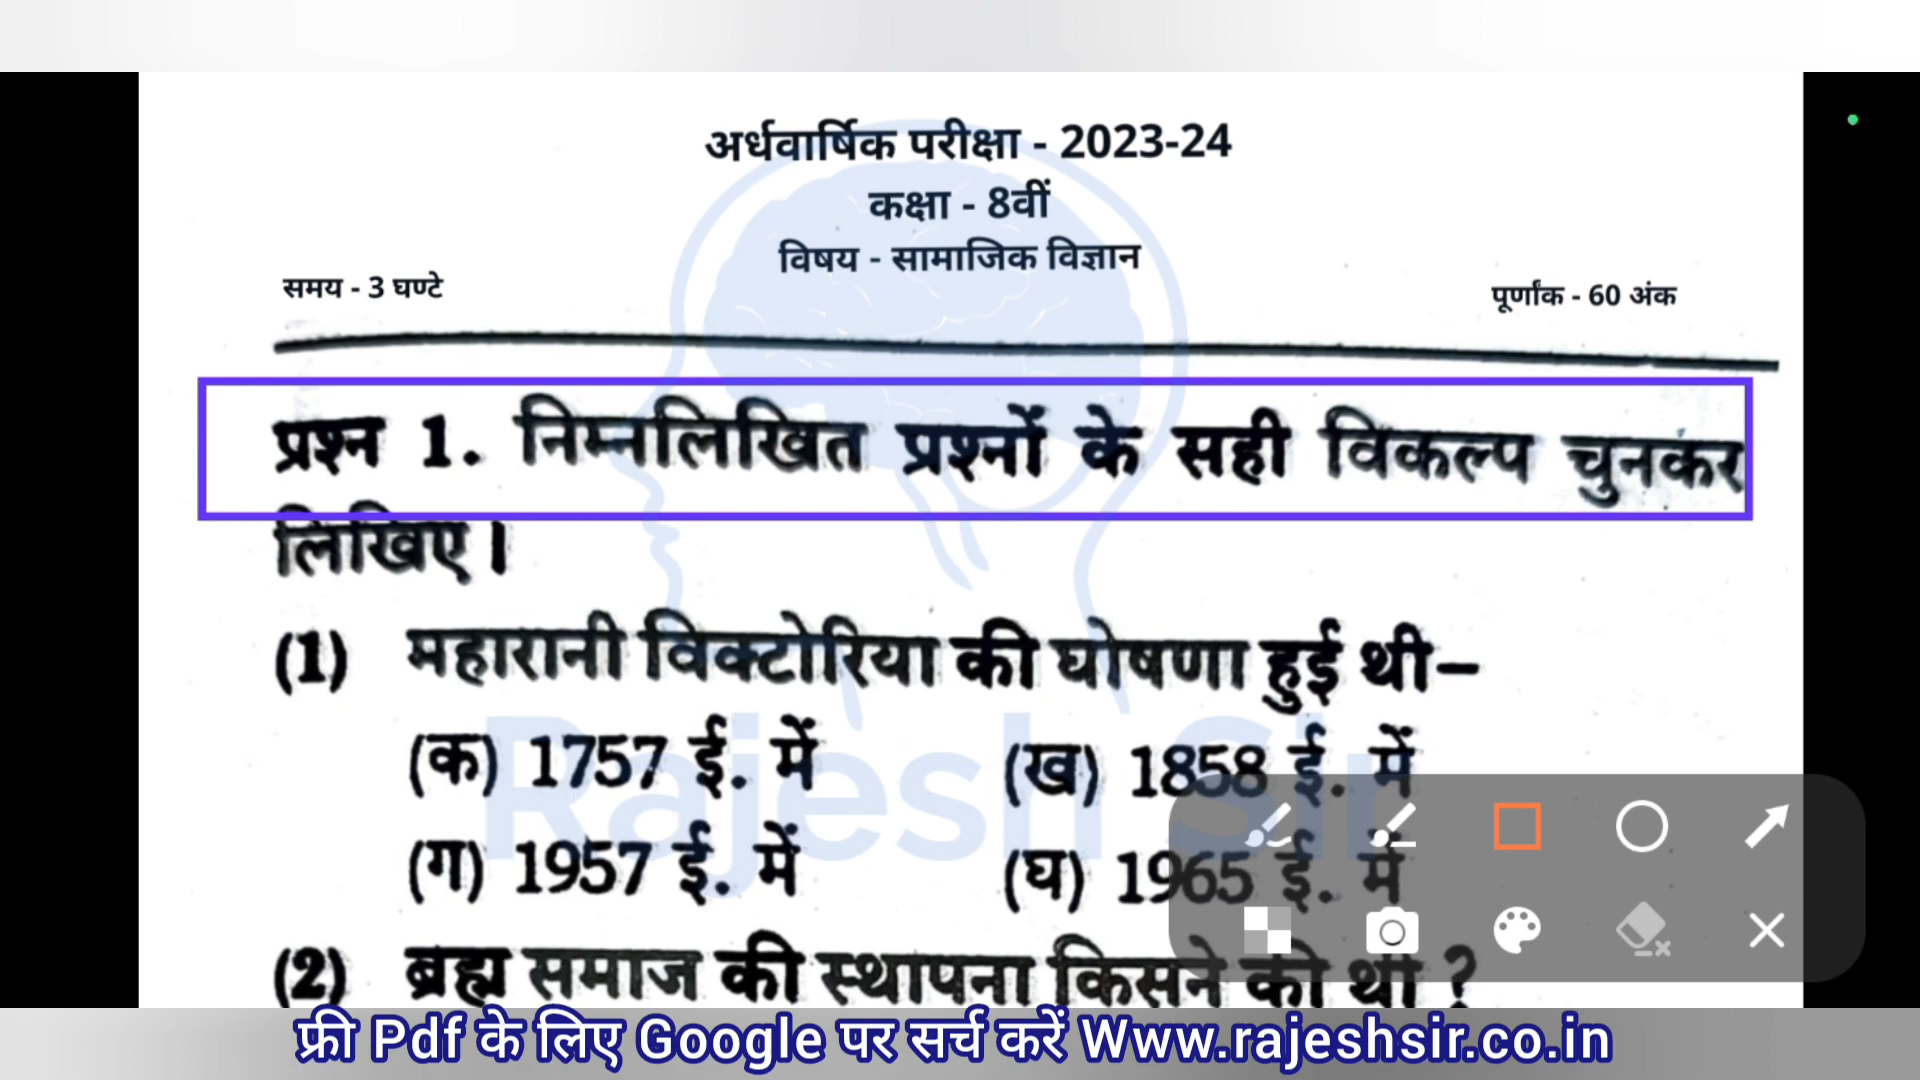 अर्धवार्षिक परीक्षा - 2023-24
कक्षा - 8वीं
विषय - सामाजिक विज्ञान
समय - 3 घण्टे
पूर्णांक - 60 अंक
प्रश्न 1. निम्नलिखित प्रश्नों के सही विकल्प चुनकर
लिखिए।
(1) महारानी विक्टोरिया की घोषणा हुई थी–
(क) 1757 ई. में (ख) 1858 ई. में
(ग) 1957 ई. में (घ) 1965 ई. में
(2) ब्रह्म समाज की स्थापना किसने की थी ?
Rajesh Sir
फ्री Pdf के लिए Google पर सर्च करें Www.rajeshsir.co.in